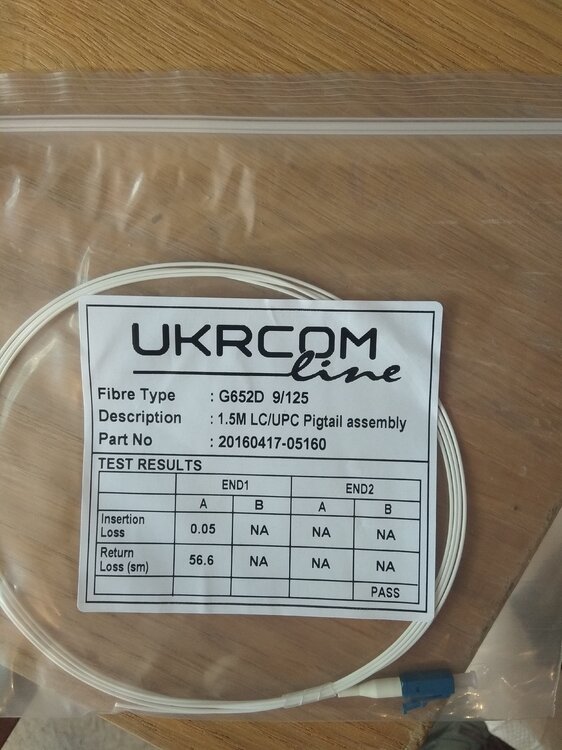 UKRCOM
line
Fibre Type : G652D 9/125
Description : 1.5M LC/UPC Pigtail assembly
Part No : 20160417-05160
TEST RESULTS
END1 END2
A B A B
Insertion Loss 0.05 NA NA NA
Return Loss (sm) 56.6 NA NA NA
PASS